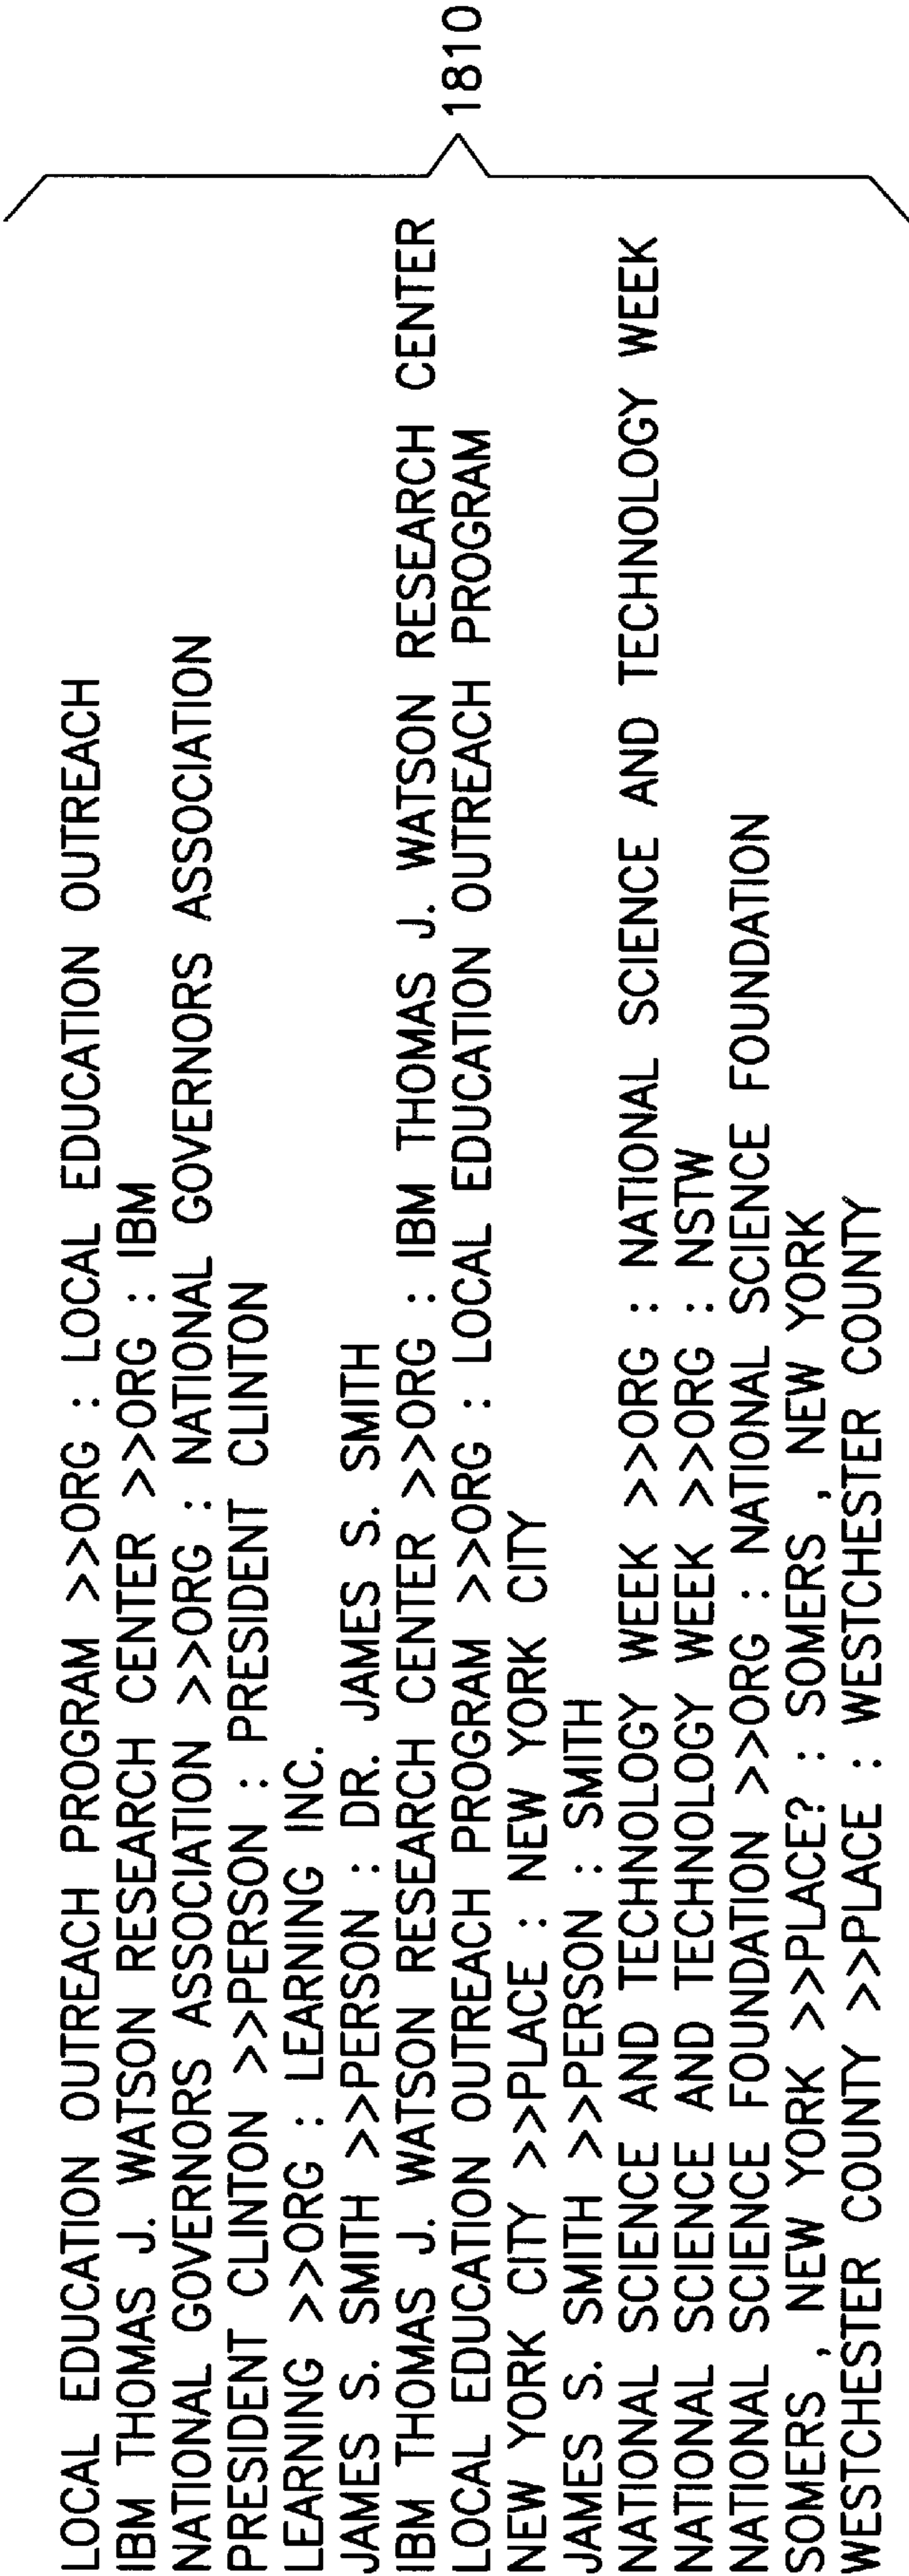 LOCAL EDUCATION OUTREACH PROGRAM >>ORG : LOCAL EDUCATION OUTREACH
IBM THOMAS J. WATSON RESEARCH CENTER >>ORG : IBM
NATIONAL GOVERNORS ASSOCIATION >>ORG : NATIONAL GOVERNORS ASSOCIATION
PRESIDENT CLINTON >>PERSON : PRESIDENT CLINTON
LEARNING >>ORG : LEARNING INC.
JAMES S. SMITH >>PERSON : DR. JAMES S. SMITH
IBM THOMAS J. WATSON RESEARCH CENTER >>ORG : IBM THOMAS J. WATSON RESEARCH CENTER
LOCAL EDUCATION OUTREACH PROGRAM >>ORG : LOCAL EDUCATION OUTREACH PROGRAM
NEW YORK CITY >>PLACE : NEW YORK CITY
JAMES S. SMITH >>PERSON : SMITH
NATIONAL SCIENCE AND TECHNOLOGY WEEK >>ORG : NATIONAL SCIENCE AND TECHNOLOGY WEEK
NATIONAL SCIENCE AND TECHNOLOGY WEEK >>ORG : NSTW
NATIONAL SCIENCE FOUNDATION >>ORG : NATIONAL SCIENCE FOUNDATION
SOMERS , NEW YORK >>PLACE? : SOMERS , NEW YORK
WESTCHESTER COUNTY >>PLACE : WESTCHESTER COUNTY
1810